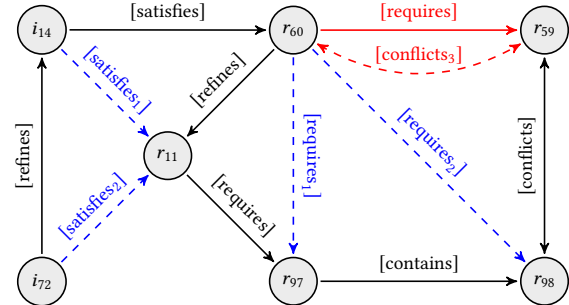 [satisfies]
[requires]
i14
r60
r59
[conflicts3]
[satisfies1]
[refines]
[refines]
r11
[requires1]
[requires2]
[conflicts]
[satisfies2]
[requires]
[contains]
i72
r97
r98